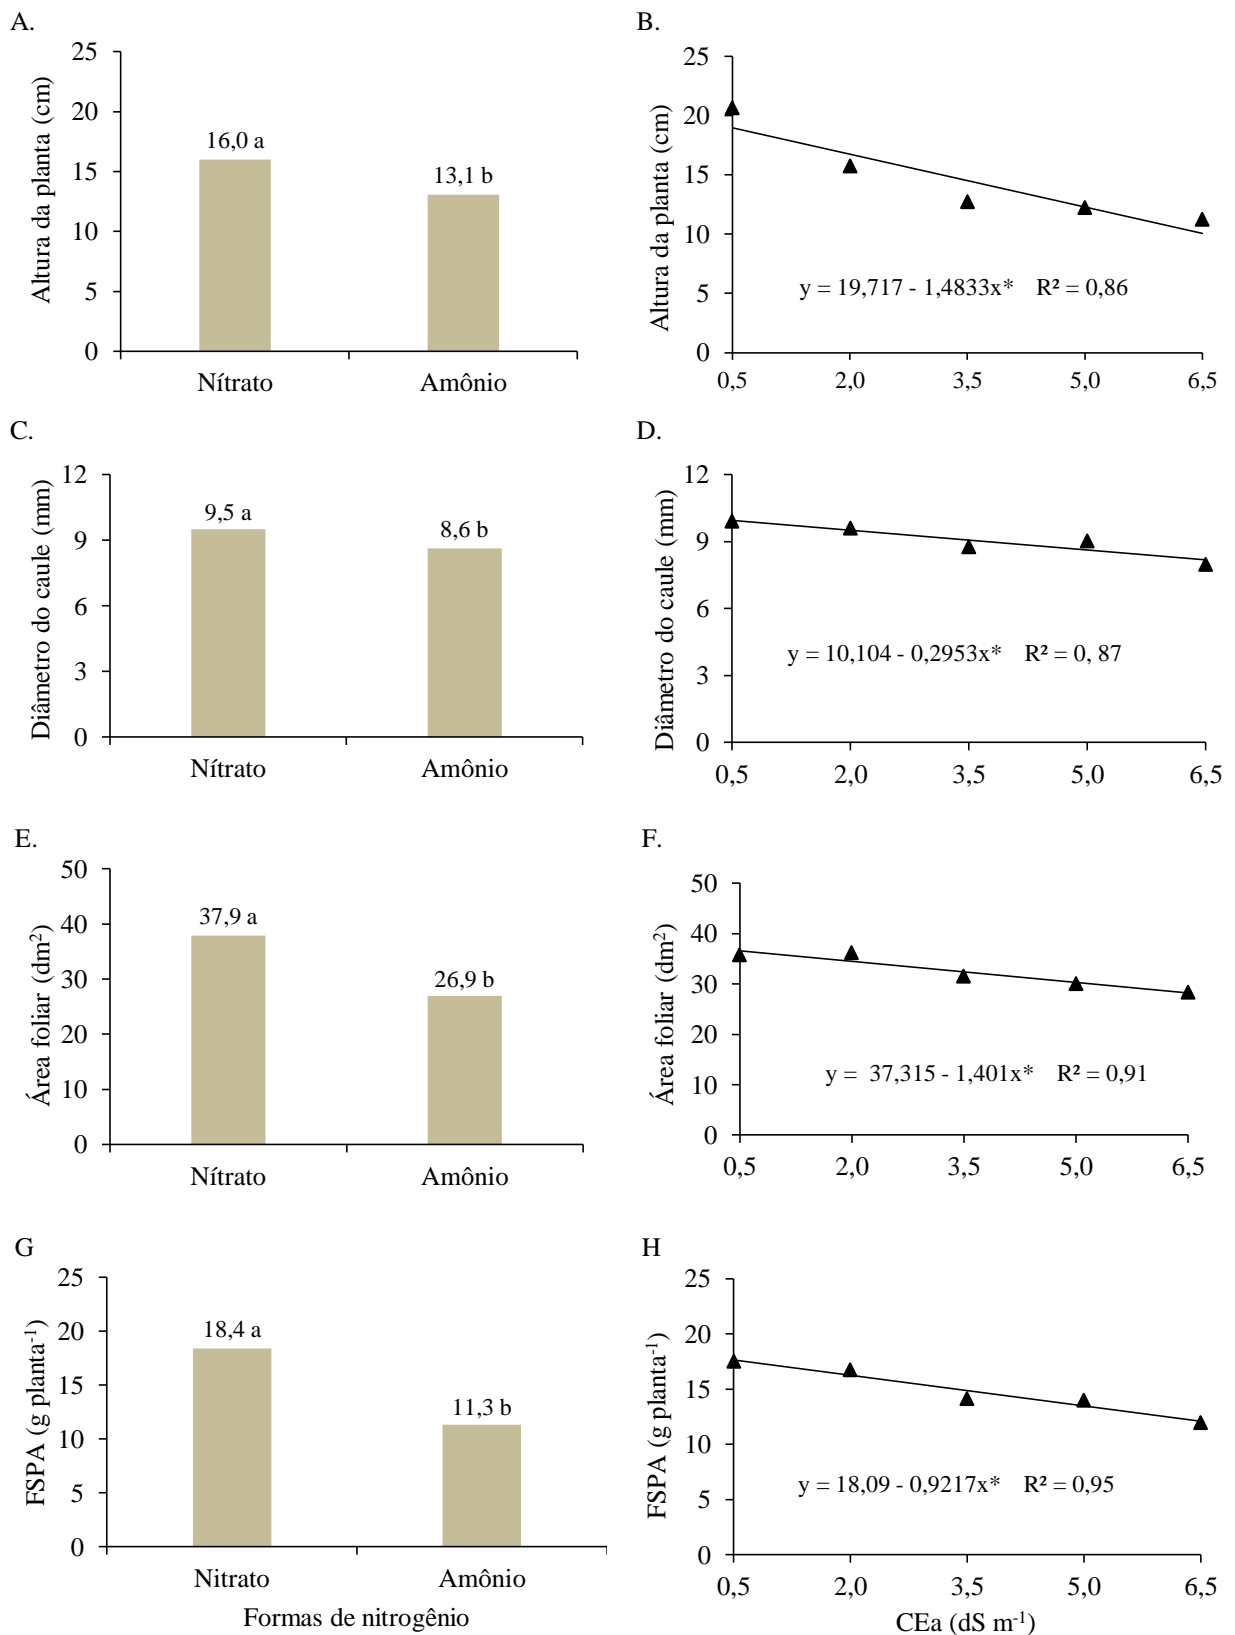 A.
Altura da planta (cm)
25
20
15
10
5
0
16,0 a
13,1 b
Nítrato
Amônio
B.
Altura da planta (cm)
25
20
15
10
5
0
y = 19,717 - 1,4833x* R² = 0,86
0,5 2,0 3,5 5,0 6,5
C.
Diâmetro do caule (mm)
12
9
6
3
0
9,5 a
8,6 b
Nítrato
Amônio
D.
Diâmetro do caule (mm)
12
9
6
3
0
y = 10,104 - 0,2953x* R² = 0, 87
0,5 2,0 3,5 5,0 6,5
E.
Área foliar (dm²)
50
40
30
20
10
0
37,9 a
26,9 b
Nítrato
Amônio
F.
Área foliar (dm²)
50
40
30
20
10
0
y = 37,315 - 1,401x* R² = 0,91
0,5 2,0 3,5 5,0 6,5
G
FSPA (g planta⁻¹)
25
20
15
10
5
0
18,4 a
11,3 b
Nitrato
Amônio
Formas de nitrogênio
H
FSPA (g planta⁻¹)
25
20
15
10
5
0
y = 18,09 - 0,9217x* R² = 0,95
0,5 2,0 3,5 5,0 6,5
CEa (dS m⁻¹)